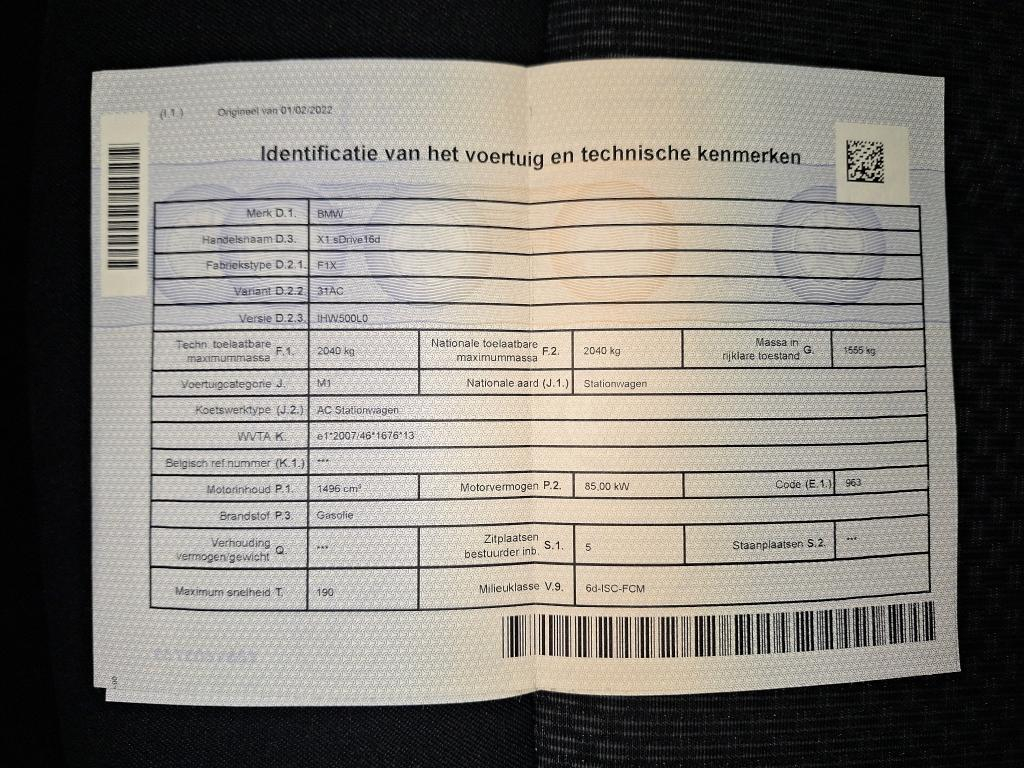 (I.1.) Origineel van 01/02/2022
Identificatie van het voertuig en technische kenmerken
Merk D.1. BMW
Handelsnaam D.3. X1 sDrive16d
Fabriekstype D.2.1. F1X
Variant D.2.2. 31AC
Versie D.2.3. IHW500L0
Techn. toelaatbare maximummassa F.1. 2040 kg Nationale toelaatbare maximummassa F.2. 2040 kg Massa in rijklare toestand G. 1555 kg
Voertuigcategorie J. M1 Nationale aard (J.1.) Stationwagen
Koetswerktype (J.2.) AC Stationwagen
WVTA K. e1*2007/46*1676*13
Belgisch ref.nummer (K.1.) ***
Motorinhoud P.1. 1496 cm³ Motorvermogen P.2. 85,00 kW Code (E.1.) 963
Brandstof P.3. Gasolie
Verhouding vermogen/gewicht Q. *** Zitplaatsen bestuurder inb. S.1. 5 Staanplaatsen S.2. ***
Maximum snelheid T. 190 Milieuklasse V.9. 6d-ISC-FCM